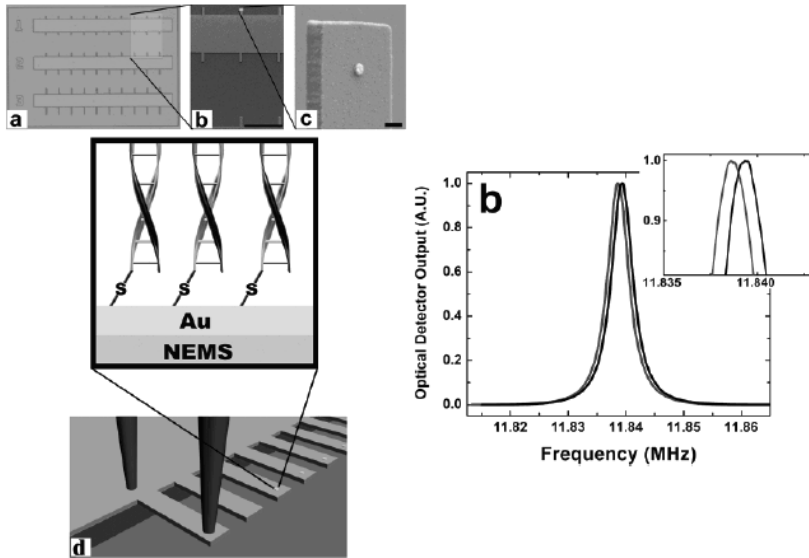 a
b
c
S
S
S
Au
NEMS
d
b
Optical Detector Output (A.U.)
1.0
0.8
0.6
0.4
0.2
0.0
11.82
11.83
11.84
11.85
11.86
Frequency (MHz)
1.0
0.9
11.835
11.840